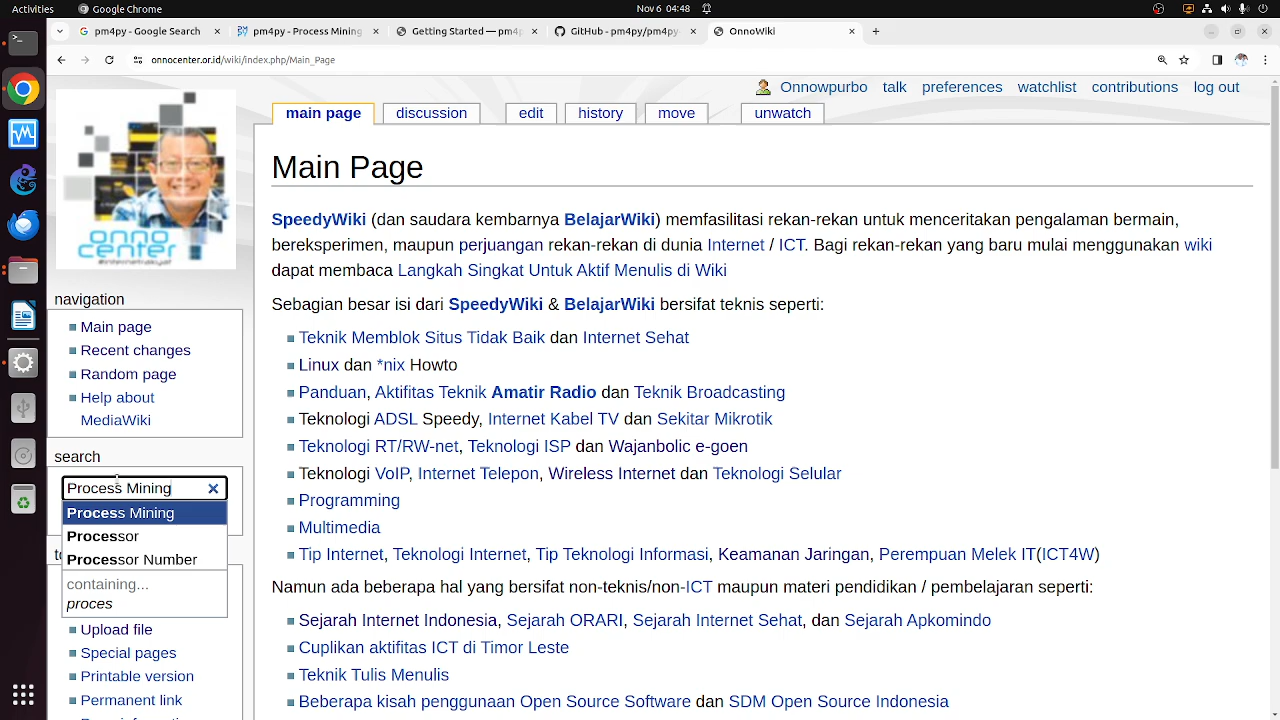 Activities Google Chrome Nov 6 04:48
pm4py - Google Search pm4py - Process Mining Getting Started — pm4p GitHub - pm4py/pm4py- OnnoWiki
onnocenter.or.id/wiki/index.php/Main_Page
Onnowpurbo talk preferences watchlist contributions log out
main page discussion edit history move unwatch
onno
center
#internetrakyat
Main Page
SpeedyWiki (dan saudara kembarnya BelajarWiki) memfasilitasi rekan-rekan untuk menceritakan pengalaman bermain,
bereksperimen, maupun perjuangan rekan-rekan di dunia Internet / ICT. Bagi rekan-rekan yang baru mulai menggunakan wiki
dapat membaca Langkah Singkat Untuk Aktif Menulis di Wiki
Sebagian besar isi dari SpeedyWiki & BelajarWiki bersifat teknis seperti:
Teknik Memblok Situs Tidak Baik dan Internet Sehat
Linux dan *nix Howto
Panduan, Aktifitas Teknik Amatir Radio dan Teknik Broadcasting
Teknologi ADSL Speedy, Internet Kabel TV dan Sekitar Mikrotik
Teknologi RT/RW-net, Teknologi ISP dan Wajanbolic e-goen
Teknologi VoIP, Internet Telepon, Wireless Internet dan Teknologi Selular
Programming
Multimedia
Tip Internet, Teknologi Internet, Tip Teknologi Informasi, Keamanan Jaringan, Perempuan Melek IT(ICT4W)
Namun ada beberapa hal yang bersifat non-teknis/non-ICT maupun materi pendidikan / pembelajaran seperti:
Sejarah Internet Indonesia, Sejarah ORARI, Sejarah Internet Sehat, dan Sejarah Apkomindo
Cuplikan aktifitas ICT di Timor Leste
Teknik Tulis Menulis
Beberapa kisah penggunaan Open Source Software dan SDM Open Source Indonesia
navigation
Main page
Recent changes
Random page
Help about
MediaWiki
search
Process Mining
Process Mining
Processor
Processor Number
containing...
proces
Upload file
Special pages
Printable version
Permanent link